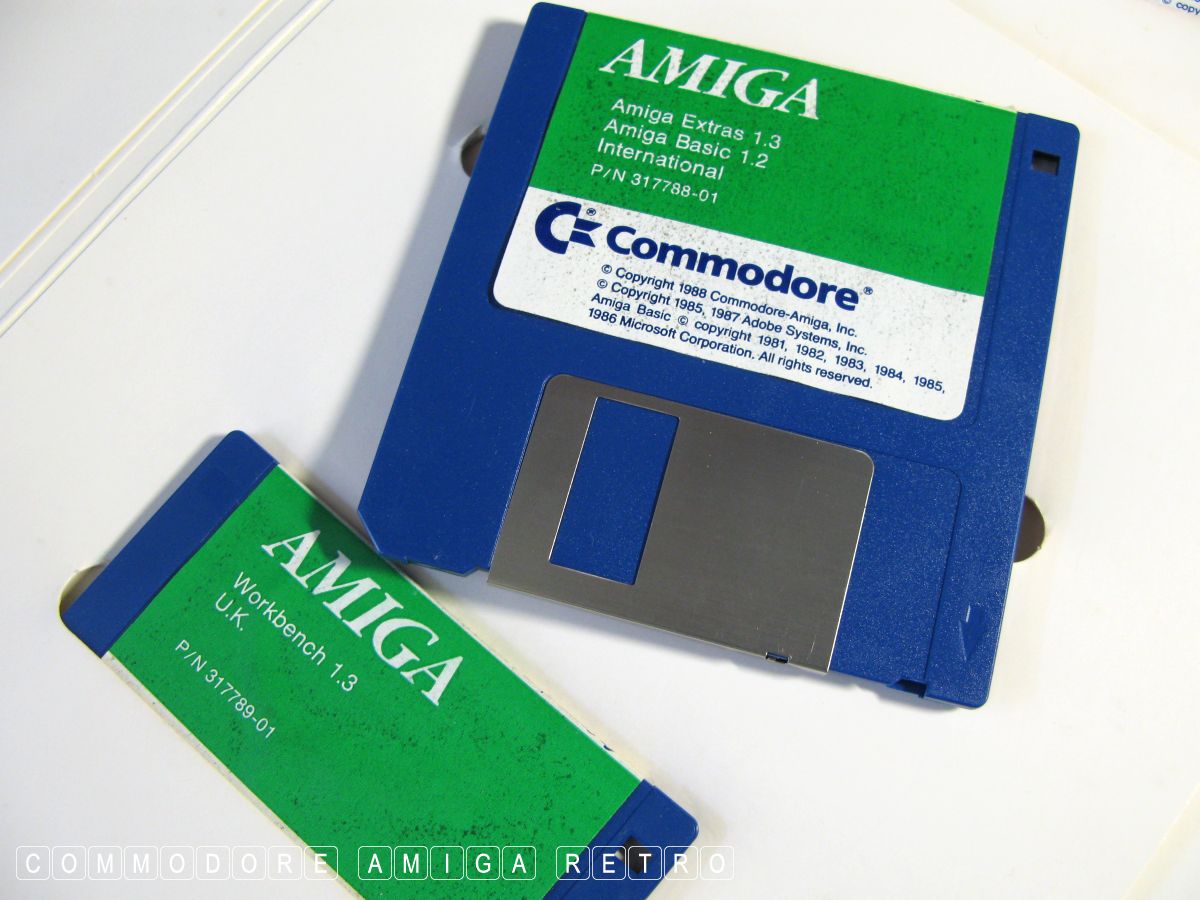 AMIGA
Amiga Extras 1.3
Amiga Basic 1.2
International
P/N 317788-01
Commodore®
© Copyright 1988 Commodore-Amiga, Inc.
© Copyright 1985, 1987 Adobe Systems, Inc.
Amiga Basic © copyright 1981, 1982, 1983, 1984, 1985,
1986 Microsoft Corporation. All rights reserved.
AMIGA
Workbench 1.3
U.K.
P/N 317789-01
COMMODORE AMIGA RETRO